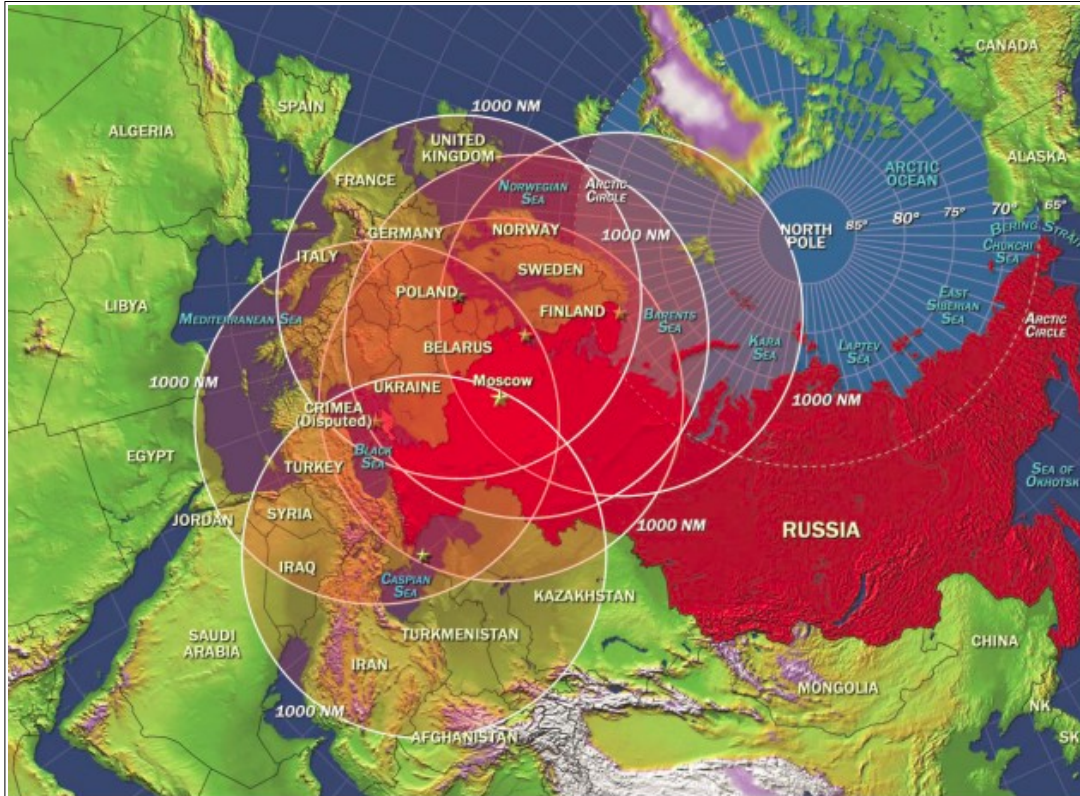 CANADA
1000 NM
SPAIN
ALGERIA
UNITED
KINGDOM
ALASKA
ARCTIC
OCEAN
FRANCE
NORWEGIAN
SEA
ARCTIC
CIRCLE
65°
70°
75°
80°
85°
NORTH
POLE
BERING STRAIT
CHUKCHI
SEA
GERMANY
NORWAY
1000 NM
ITALY
SWEDEN
POLAND
FINLAND
EAST
SIBERIAN
SEA
LIBYA
MEDITERRANEAN SEA
BARENTS
SEA
ARCTIC
CIRCLE
KARA
SEA
LAPTEV
SEA
BELARUS
1000 NM
UKRAINE
Moscow
1000 NM
CRIMEA
(Disputed)
BLACK
SEA
EGYPT
TURKEY
SEA OF
OKHOTSK
SYRIA
JORDAN
1000 NM
RUSSIA
IRAQ
CASPIAN
SEA
KAZAKHSTAN
SAUDI
ARABIA
TURKMENISTAN
CHINA
IRAN
MONGOLIA
1000 NM
NK
AFGHANISTAN
SK